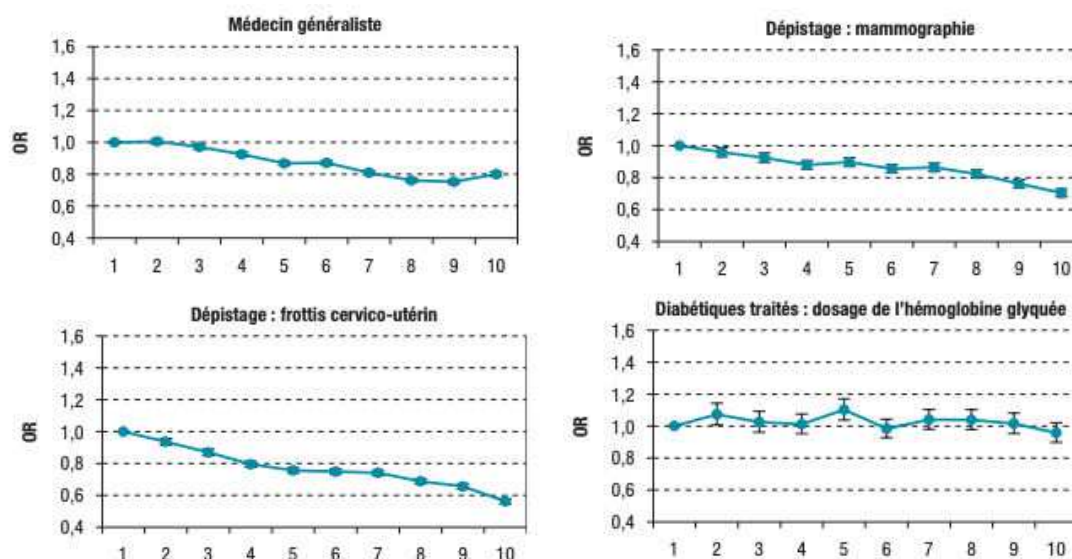 Médecin généraliste
1,6
1,4
1,2
1,0
0,8
0,6
0,4
OR
1 2 3 4 5 6 7 8 9 10
Dépistage : mammographie
1,6
1,4
1,2
1,0
0,8
0,6
0,4
OR
1 2 3 4 5 6 7 8 9 10
Dépistage : frottis cervico-utérin
1,6
1,4
1,2
1,0
0,8
0,6
0,4
OR
1 2 3 4 5 6 7 8 9 10
Diabétiques traités : dosage de l'hémoglobine glyquée
1,6
1,4
1,2
1,0
0,8
0,6
0,4
OR
1 2 3 4 5 6 7 8 9 10